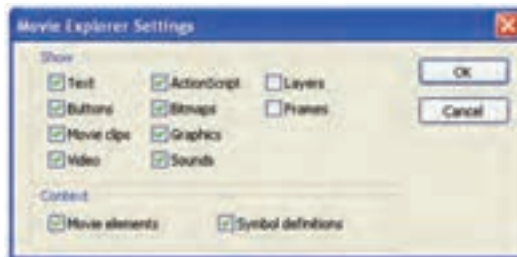 Movie Explorer Settings
Show
Text ActionScript Layers OK
Buttons Bitmaps Frames Cancel
Movie clips Graphics
Video Sounds
Context
Movie elements Symbol definitions